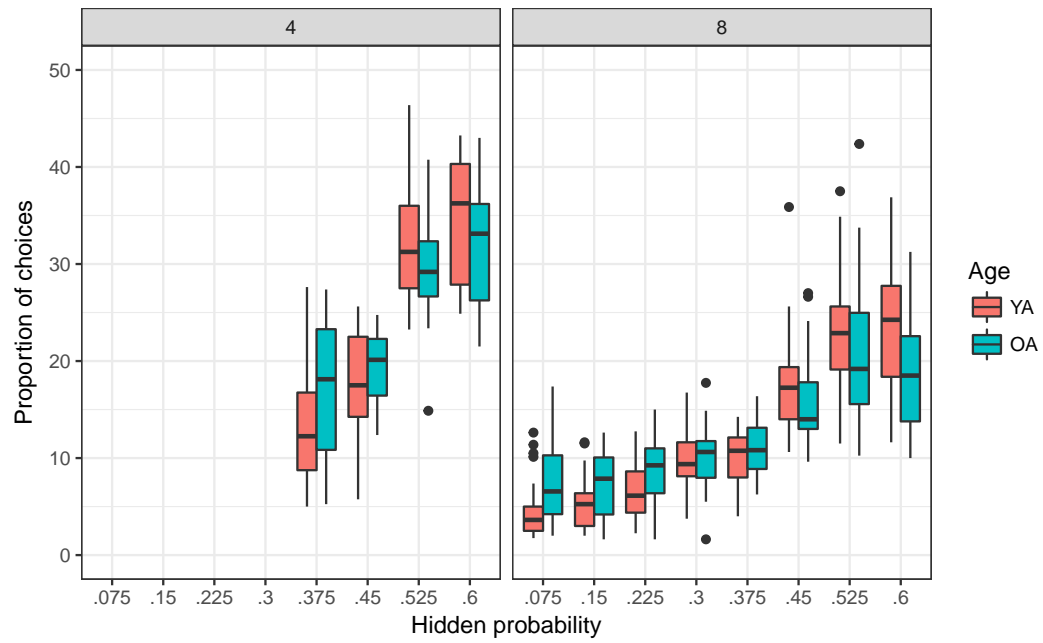 4 8
50
40
30
20
10
0
Proportion of choices
.075 .15 .225 .3 .375 .45 .525 .6 .075 .15 .225 .3 .375 .45 .525 .6
Hidden probability
Age
YA
OA